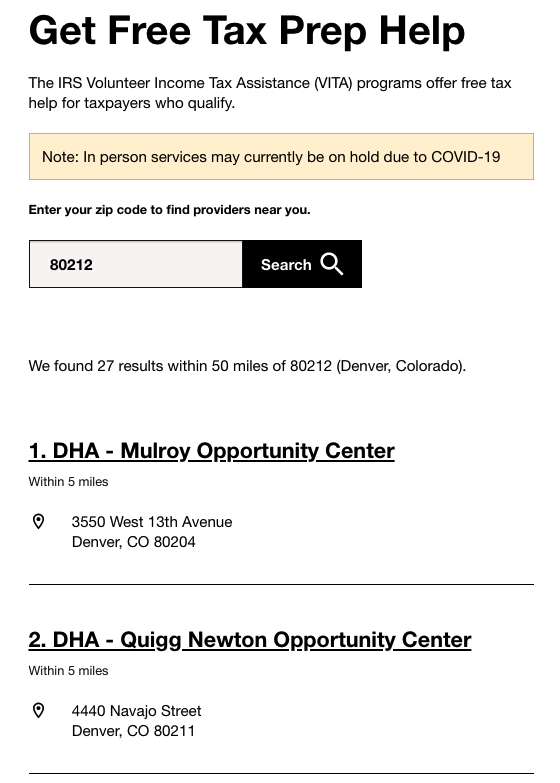 Get Free Tax Prep Help
The IRS Volunteer Income Tax Assistance (VITA) programs offer free tax
help for taxpayers who qualify.
Note: In person services may currently be on hold due to COVID-19
Enter your zip code to find providers near you.
80212
Search
We found 27 results within 50 miles of 80212 (Denver, Colorado).
1. DHA - Mulroy Opportunity Center
Within 5 miles
3550 West 13th Avenue
Denver, CO 80204
2. DHA - Quigg Newton Opportunity Center
Within 5 miles
4440 Navajo Street
Denver, CO 80211